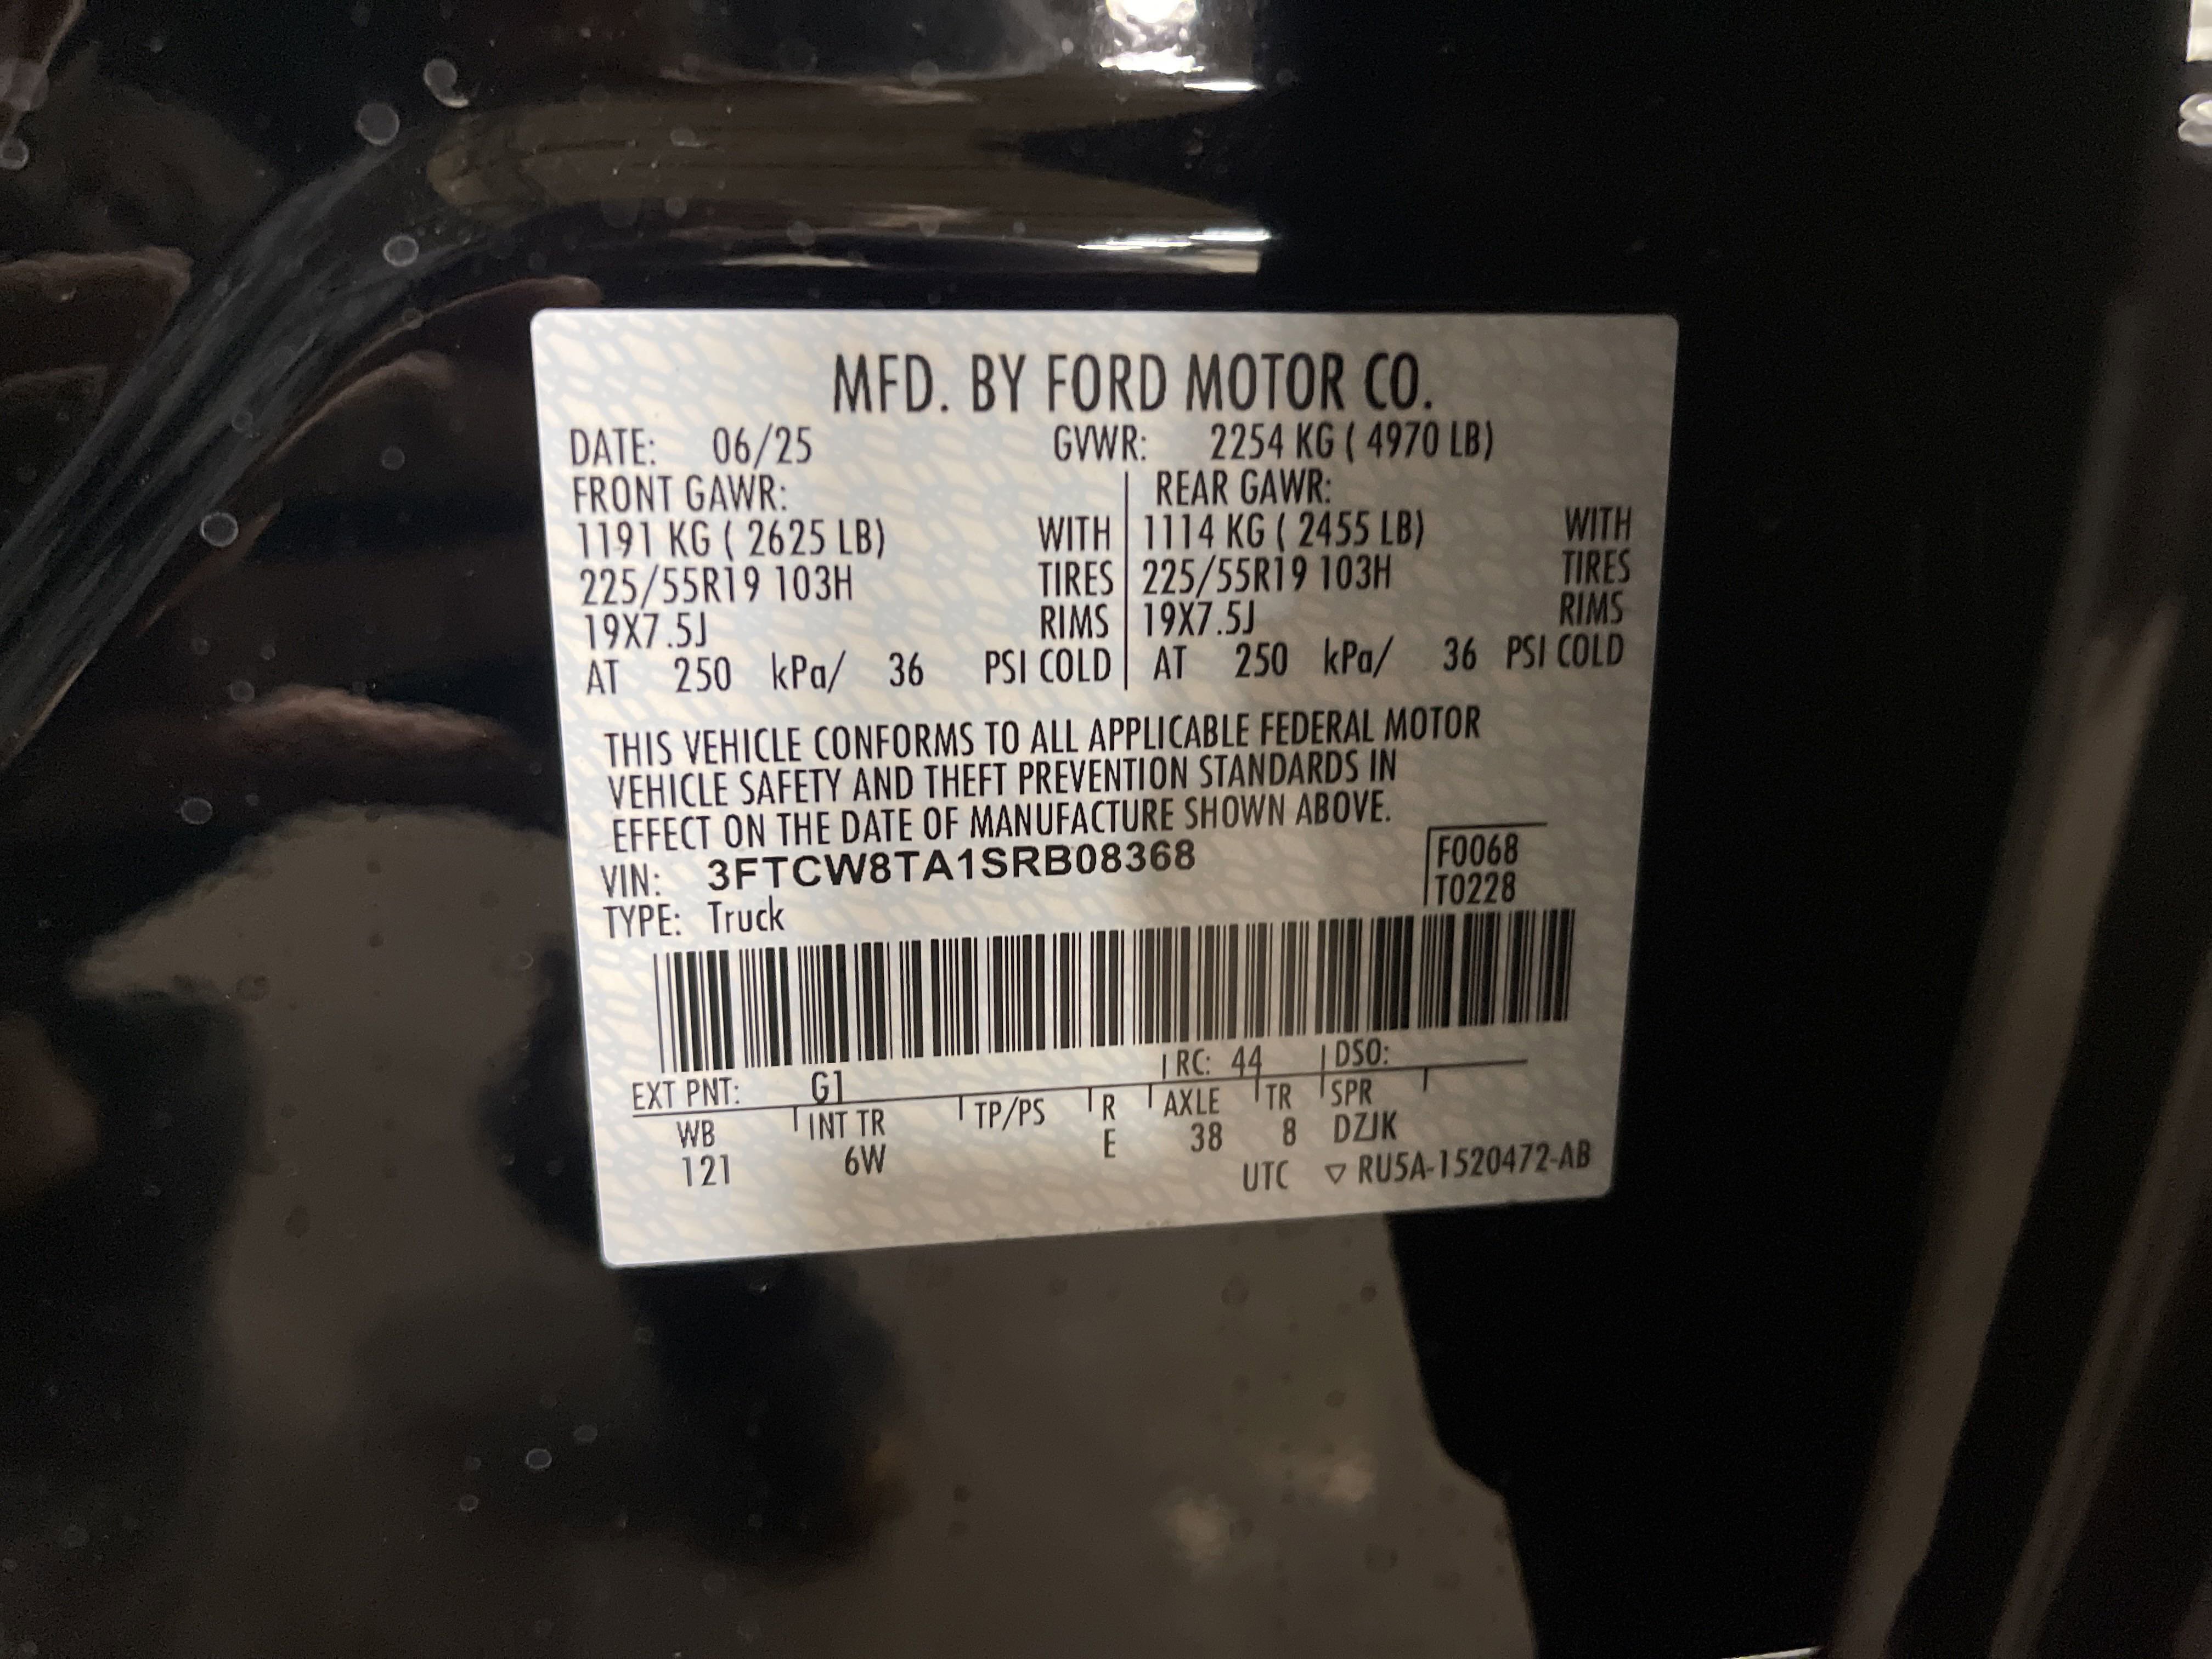 MFD. BY FORD MOTOR CO.
DATE: 06/25 GVWR: 2254 KG ( 4970 LB)
FRONT GAWR: REAR GAWR:
1191 KG ( 2625 LB) WITH 1114 KG ( 2455 LB) WITH
225/55R19 103H TIRES 225/55R19 103H TIRES
19X7.5J RIMS 19X7.5J RIMS
AT 250 kPa/ 36 PSI COLD AT 250 kPa/ 36 PSI COLD
THIS VEHICLE CONFORMS TO ALL APPLICABLE FEDERAL MOTOR
VEHICLE SAFETY AND THEFT PREVENTION STANDARDS IN
EFFECT ON THE DATE OF MANUFACTURE SHOWN ABOVE.
VIN: 3FTCW8TA1SRB08368 F0068
TYPE: Truck T0228
EXT PNT: G1 RC: 44 DSO:
WB INT TR TP/PS R AXLE TR SPR
121 6W E 38 8 DZJK
UTC ▽ RU5A-1520472-AB